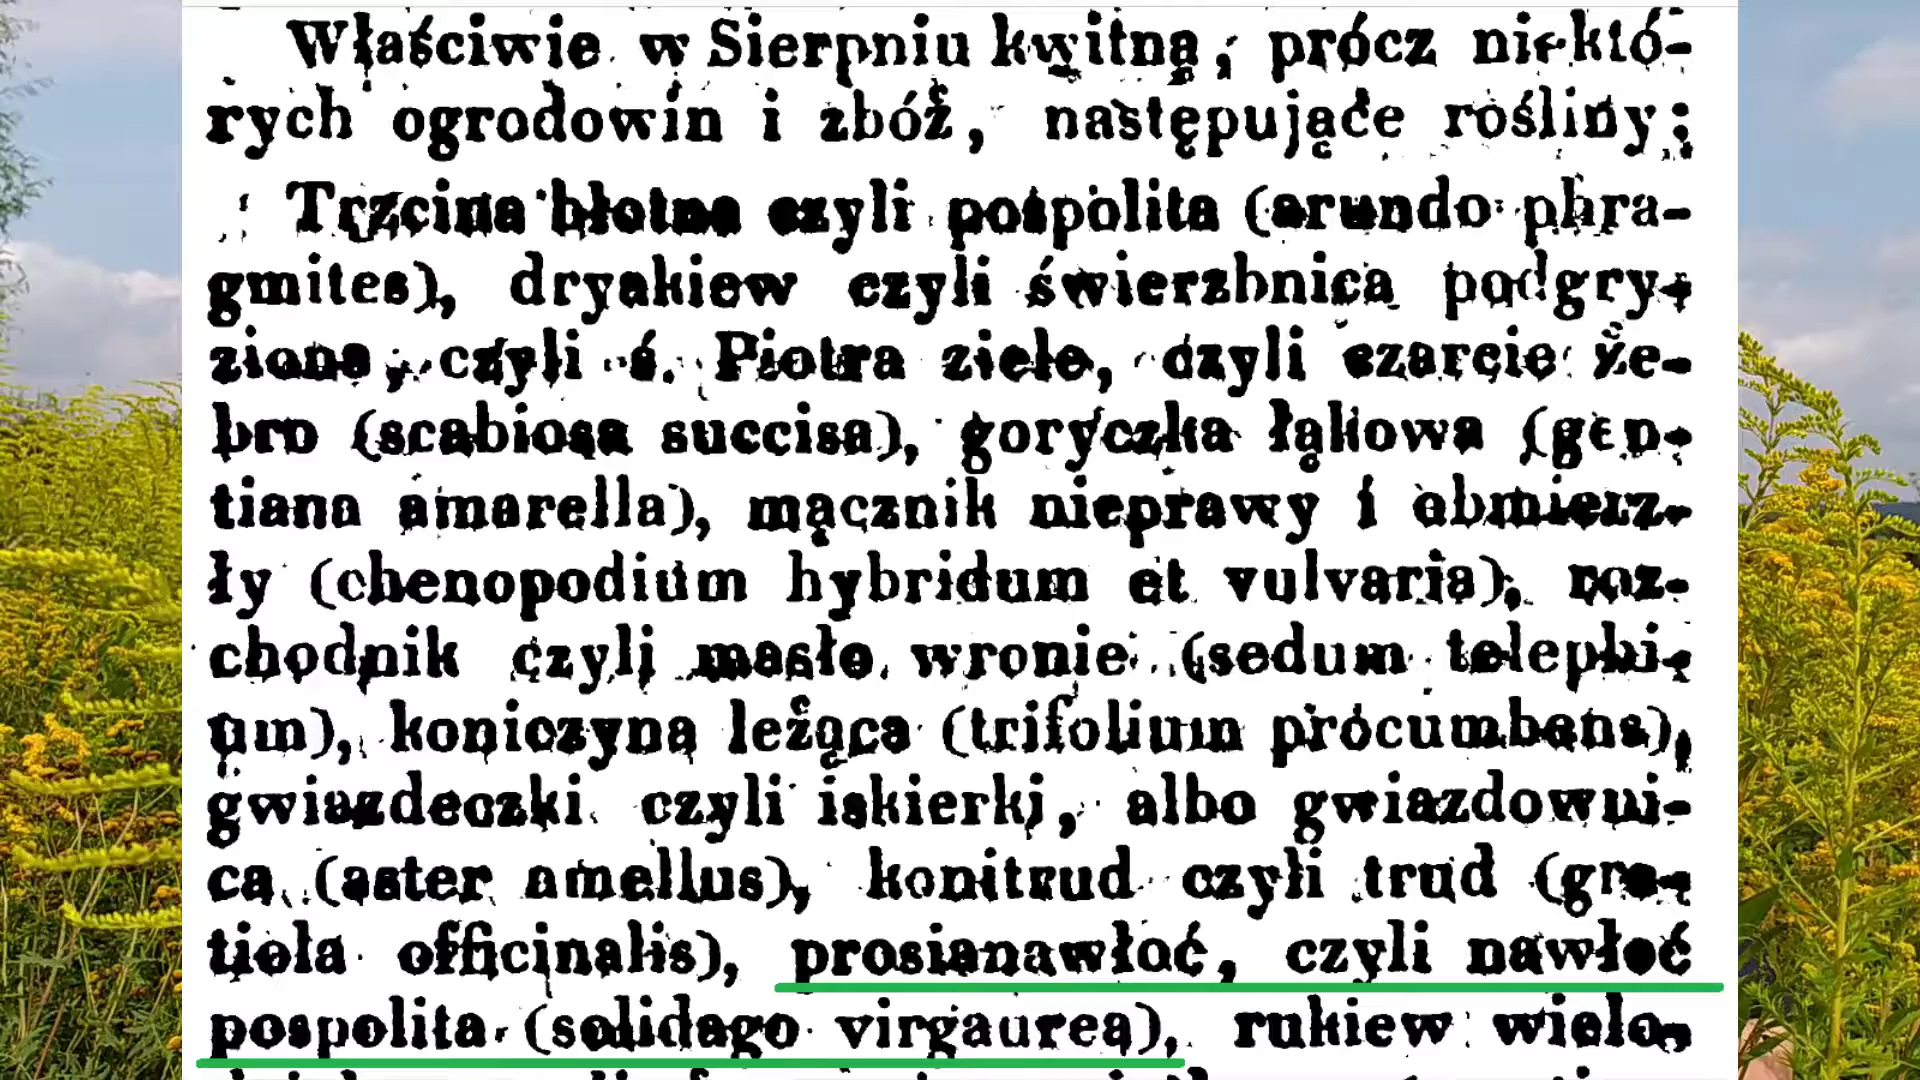 Właściwie w Sierpniu kwitną, prócz niektó-
rych ogrodowin i zbóż, następujące rośliny:
Trzcina błotna czyli pospolita (arundo phra-
gmites), dryakiew czyli świerzbnica podgry-
ziona, czyli ś. Piotra ziele, czyli czarcie że-
bro (scabiosa succisa), goryczka łąkowa (gen-
tiana amarella), mącznik nieprawy i obmierz-
ły (chenopodium hybridum et vulvaria), roz-
chodnik czyli masło wronie (sedum telephi-
um), koniczyna leżąca (trifolium procumbens),
gwiazdeczki czyli iskierki, albo gwiazdowni-
ca (aster amellus), konitrud czyli trud (gra-
tiola officinalis), prosianawłoć, czyli nawłoć
pospolita (solidago virgaurea), rukiew wielo-